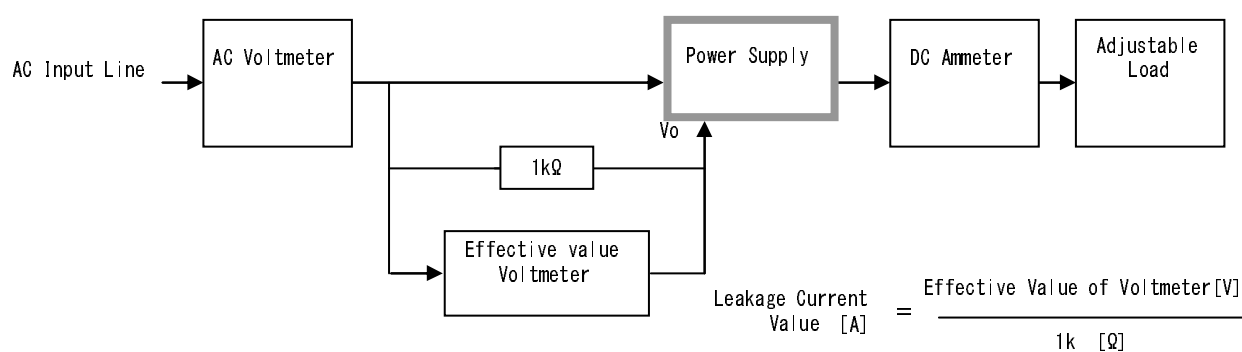 AC Input Line
AC Voltmeter
Power Supply
DC Ammeter
Adjustable
Load
Vo
1kΩ
Effective value
Voltmeter
Leakage Current
Value [A]
=
Effective Value of Voltmeter[V]
1k [Ω]